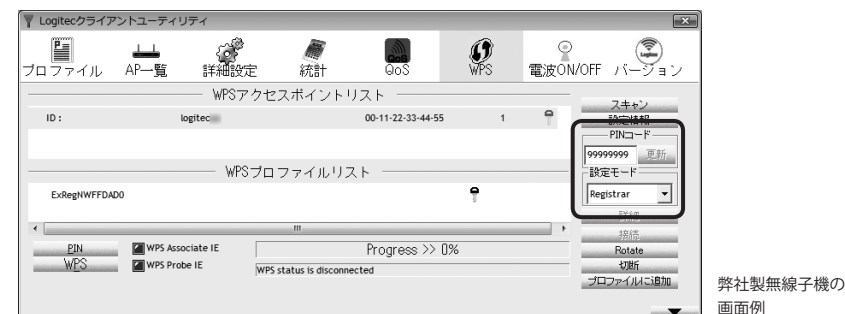 Logitecクライアントユーティリティ
プロファイル AP一覧 詳細設定 統計 QoS WPS 電波ON/OFF バージョン
WPSアクセスポイントリスト
スキャン
ID : logitec 00-11-22-33-44-55 1
設定情報
PINコード
99999999 更新
WPSプロファイルリスト
設定モード
ExRegNWFFDAD0
Registrar
詳細
接続
PIN WPS Associate IE Progress >> 0%
Rotate
WPS WPS Probe IE WPS status is disconnected
切断
プロファイルに追加
弊社製無線子機の
画面例